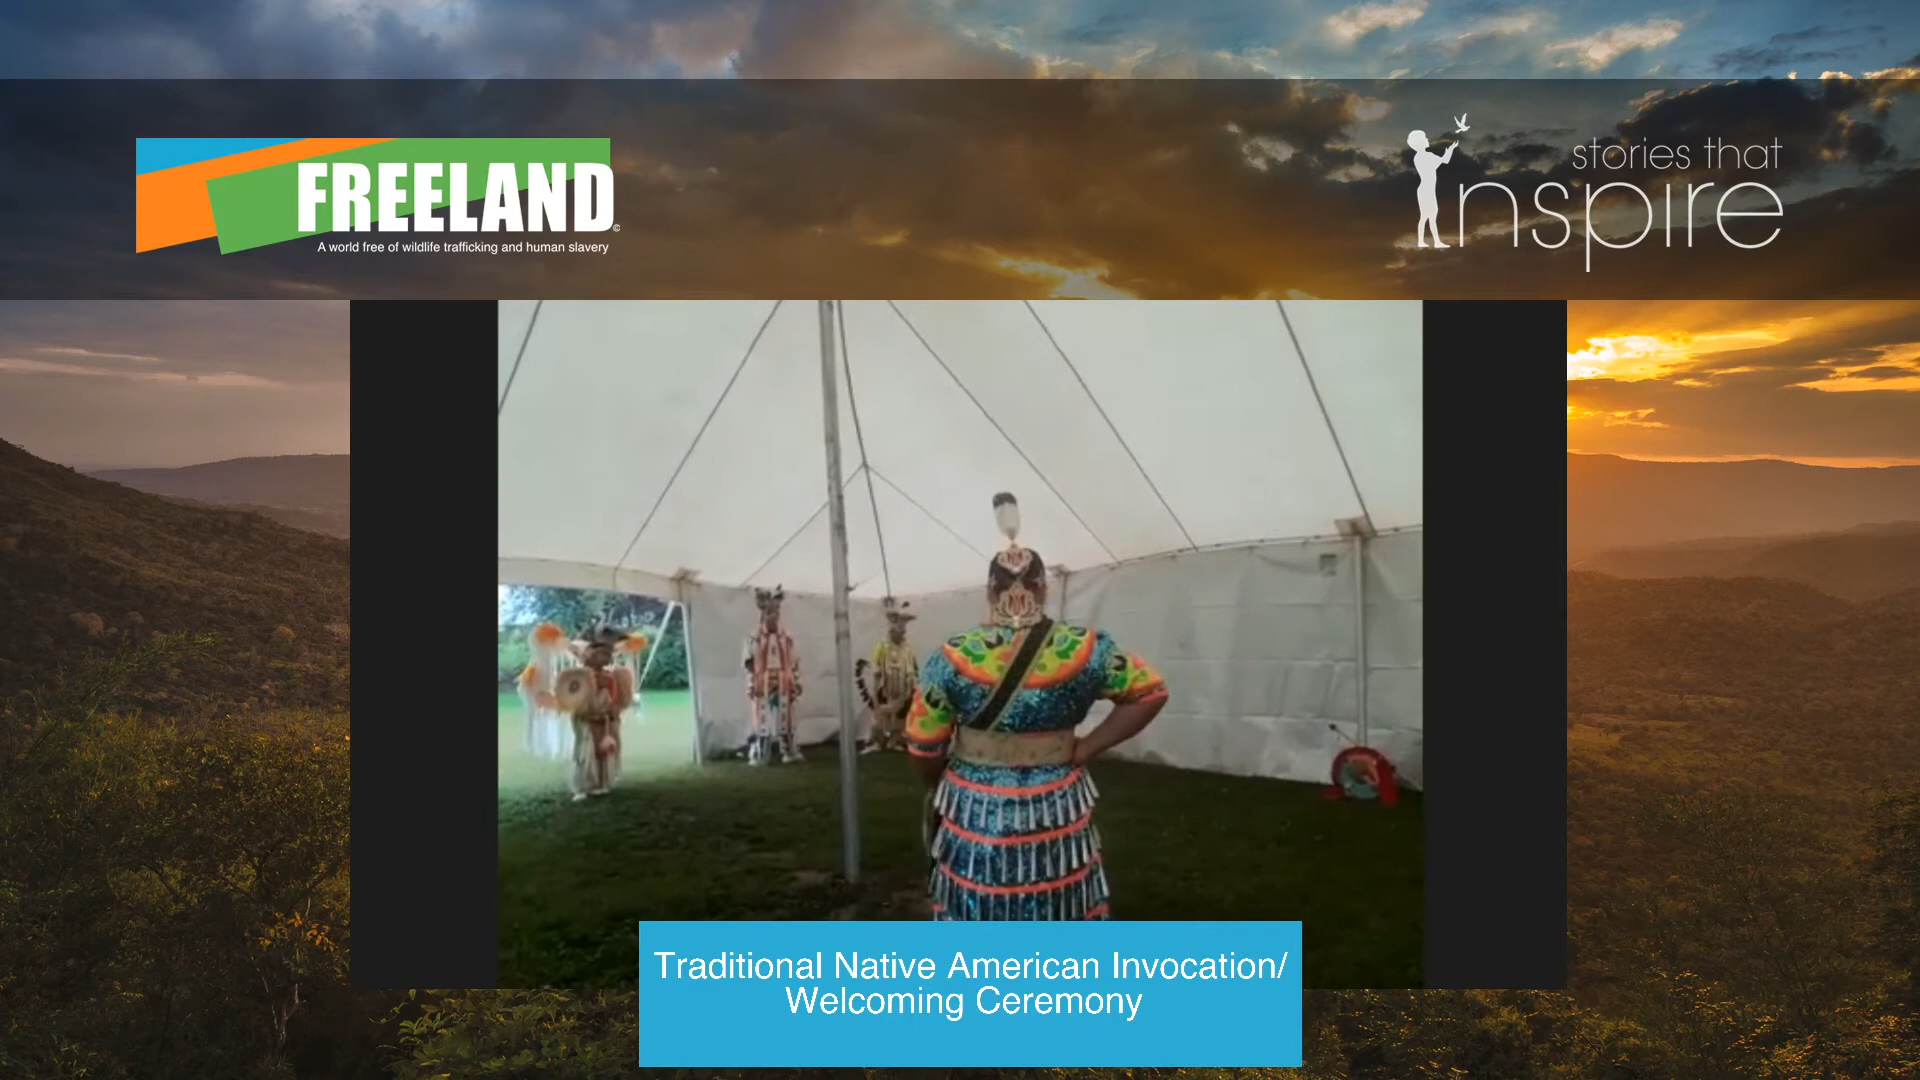 FREELAND©
A world free of wildlife trafficking and human slavery
stories that
Inspire
Traditional Native American Invocation/
Welcoming Ceremony